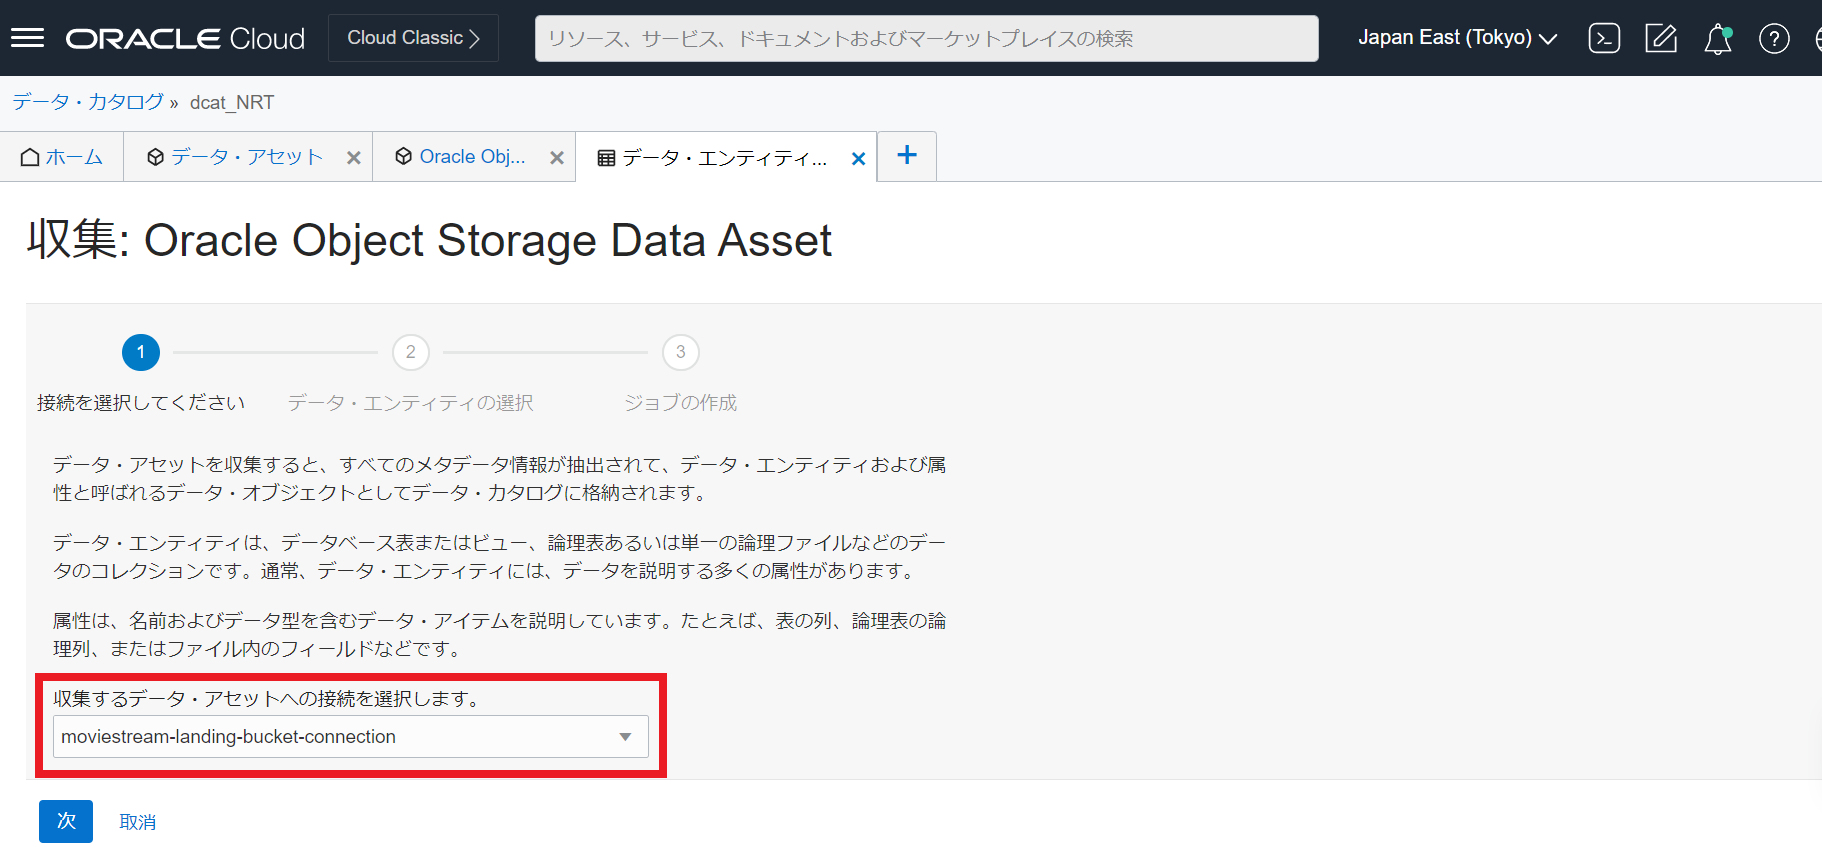 ORACLE Cloud
Cloud Classic
リソース、サービス、ドキュメントおよびマーケットプレイスの検索
Japan East (Tokyo)
データ・カタログ » dcat_NRT
ホーム
データ・アセット
Oracle Obj...
データ・エンティティ...
収集: Oracle Object Storage Data Asset
1
2
3
接続を選択してください
データ・エンティティの選択
ジョブの作成
データ・アセットを収集すると、すべてのメタデータ情報が抽出されて、データ・エンティティおよび属
性と呼ばれるデータ・オブジェクトとしてデータ・カタログに格納されます。
データ・エンティティは、データベース表またはビュー、論理表あるいは単一の論理ファイルなどのデー
タのコレクションです。通常、データ・エンティティには、データを説明する多くの属性があります。
属性は、名前およびデータ型を含むデータ・アイテムを説明しています。たとえば、表の列、論理表の論
理列、またはファイル内のフィールドなどです。
収集するデータ・アセットへの接続を選択します。
moviestream-landing-bucket-connection
次
取消